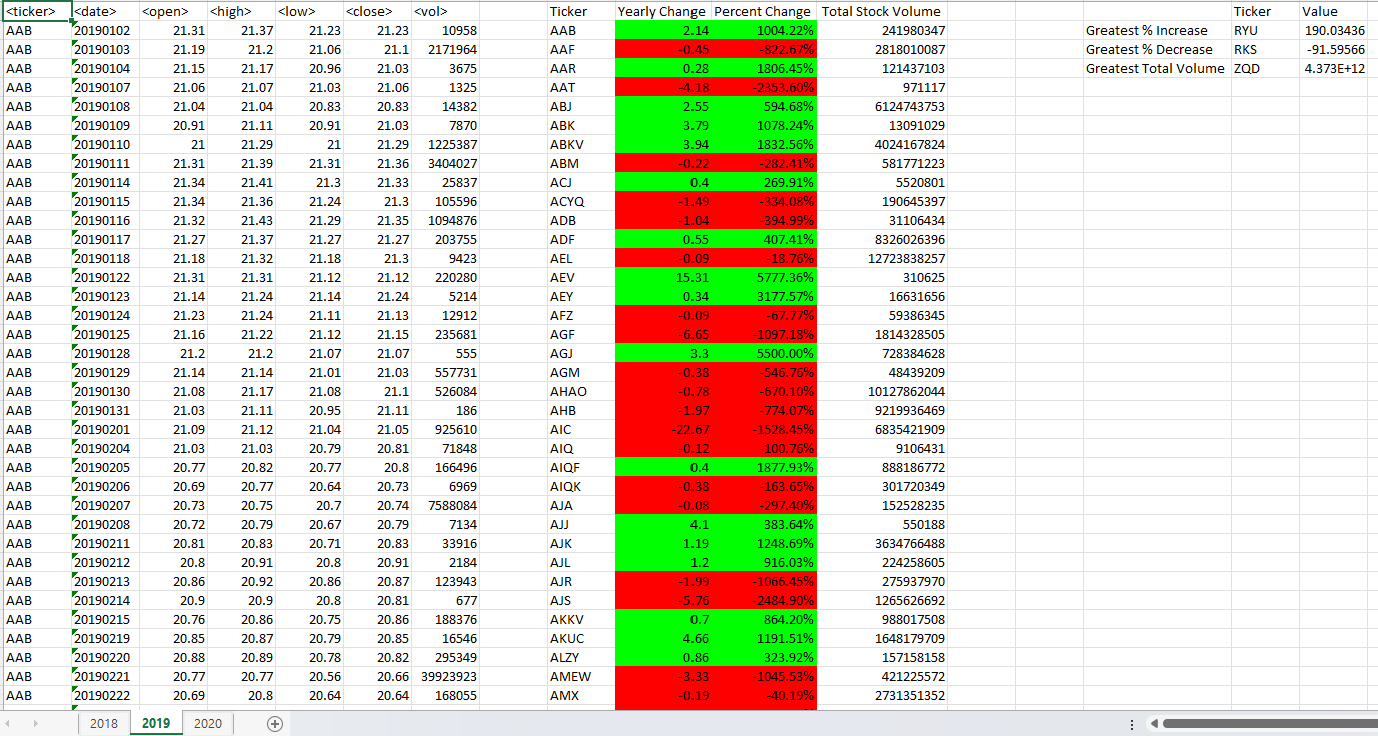 <ticker> <date> <open> <high> <low> <close> <vol> Ticker Yearly Change Percent Change Total Stock Volume Ticker Value
AAB 20190102 21.31 21.37 21.23 21.23 10958 AAB 2.14 1004.22% 241980347 Greatest % Increase RYU 190.03436
AAB 20190103 21.19 21.2 21.06 21.1 2171964 AAF -0.45 -822.67% 2818010087 Greatest % Decrease RKS -91.59566
AAB 20190104 21.15 21.17 20.96 21.03 3675 AAR 0.28 1806.45% 121437103 Greatest Total Volume ZQD 4.373E+12
AAB 20190107 21.06 21.07 21.03 21.06 1325 AAT -4.18 -2353.60% 971117
AAB 20190108 21.04 21.04 20.83 20.83 14382 ABJ 2.55 594.68% 6124743753
AAB 20190109 20.91 21.11 20.91 21.03 7870 ABK 3.79 1078.24% 13091029
AAB 20190110 21 21.29 21 21.29 1225387 ABKV 3.94 1832.56% 4024167824
AAB 20190111 21.31 21.39 21.31 21.36 3404027 ABM -0.22 -282.41% 581771223
AAB 20190114 21.34 21.41 21.3 21.33 25837 ACJ 0.4 269.91% 5520801
AAB 20190115 21.34 21.36 21.24 21.3 105596 ACYQ -1.49 -334.08% 190645397
AAB 20190116 21.32 21.43 21.29 21.35 1094876 ADB -1.04 -394.99% 31106434
AAB 20190117 21.27 21.37 21.27 21.27 203755 ADF 0.55 407.41% 8326026396
AAB 20190118 21.18 21.32 21.18 21.3 9423 AEL -0.09 -18.76% 12723838257
AAB 20190122 21.31 21.31 21.12 21.12 220280 AEV 15.31 5777.36% 310625
AAB 20190123 21.14 21.24 21.14 21.24 5214 AEY 0.34 3177.57% 16631656
AAB 20190124 21.23 21.24 21.11 21.13 12912 AFZ -0.09 -67.77% 59386345
AAB 20190125 21.16 21.22 21.12 21.15 235681 AGF -6.65 -1097.18% 1814328505
AAB 20190128 21.2 21.2 21.07 21.07 555 AGJ 3.3 5500.00% 728384628
AAB 20190129 21.14 21.14 21.01 21.03 557731 AGM -0.38 -546.76% 48439209
AAB 20190130 21.08 21.17 21.08 21.1 526084 AHAO -0.78 -670.10% 10127862044
AAB 20190131 21.03 21.11 20.95 21.11 186 AHB -1.97 -774.07% 9219936469
AAB 20190201 21.09 21.12 21.04 21.05 925610 AIC -22.67 -1528.45% 6835421909
AAB 20190204 21.03 21.03 20.79 20.81 71848 AIQ -0.12 -100.76% 9106431
AAB 20190205 20.77 20.82 20.77 20.8 166496 AIQF 0.4 1877.93% 888186772
AAB 20190206 20.69 20.77 20.64 20.73 6969 AIQK -0.38 -163.65% 301720349
AAB 20190207 20.73 20.75 20.7 20.74 7588084 AJA -0.08 -297.40% 152528235
AAB 20190208 20.72 20.79 20.67 20.79 7134 AJJ 4.1 383.64% 550188
AAB 20190211 20.81 20.83 20.71 20.83 33916 AJK 1.19 1248.69% 3634766488
AAB 20190212 20.8 20.91 20.8 20.91 2184 AJL 1.2 916.03% 224258605
AAB 20190213 20.86 20.92 20.86 20.87 123943 AJR -1.99 -1066.45% 275937970
AAB 20190214 20.9 20.9 20.8 20.81 677 AJS -5.76 -2484.90% 1265626692
AAB 20190215 20.76 20.86 20.75 20.86 188376 AKKV 0.7 864.20% 988017508
AAB 20190219 20.85 20.87 20.79 20.85 16546 AKUC 4.66 1191.51% 1648179709
AAB 20190220 20.88 20.89 20.78 20.82 295349 ALZY 0.86 323.92% 157158158
AAB 20190221 20.77 20.77 20.56 20.66 39923923 AMEW -3.33 -1045.53% 421225572
AAB 20190222 20.69 20.8 20.64 20.64 168055 AMX -0.19 -40.19% 2731351352
2018 2019 2020